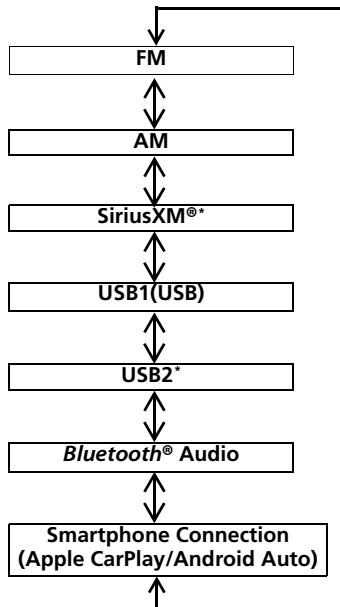 FM
AM
SiriusXM®*
USB1(USB)
USB2*
Bluetooth® Audio
Smartphone Connection
(Apple CarPlay/Android Auto)